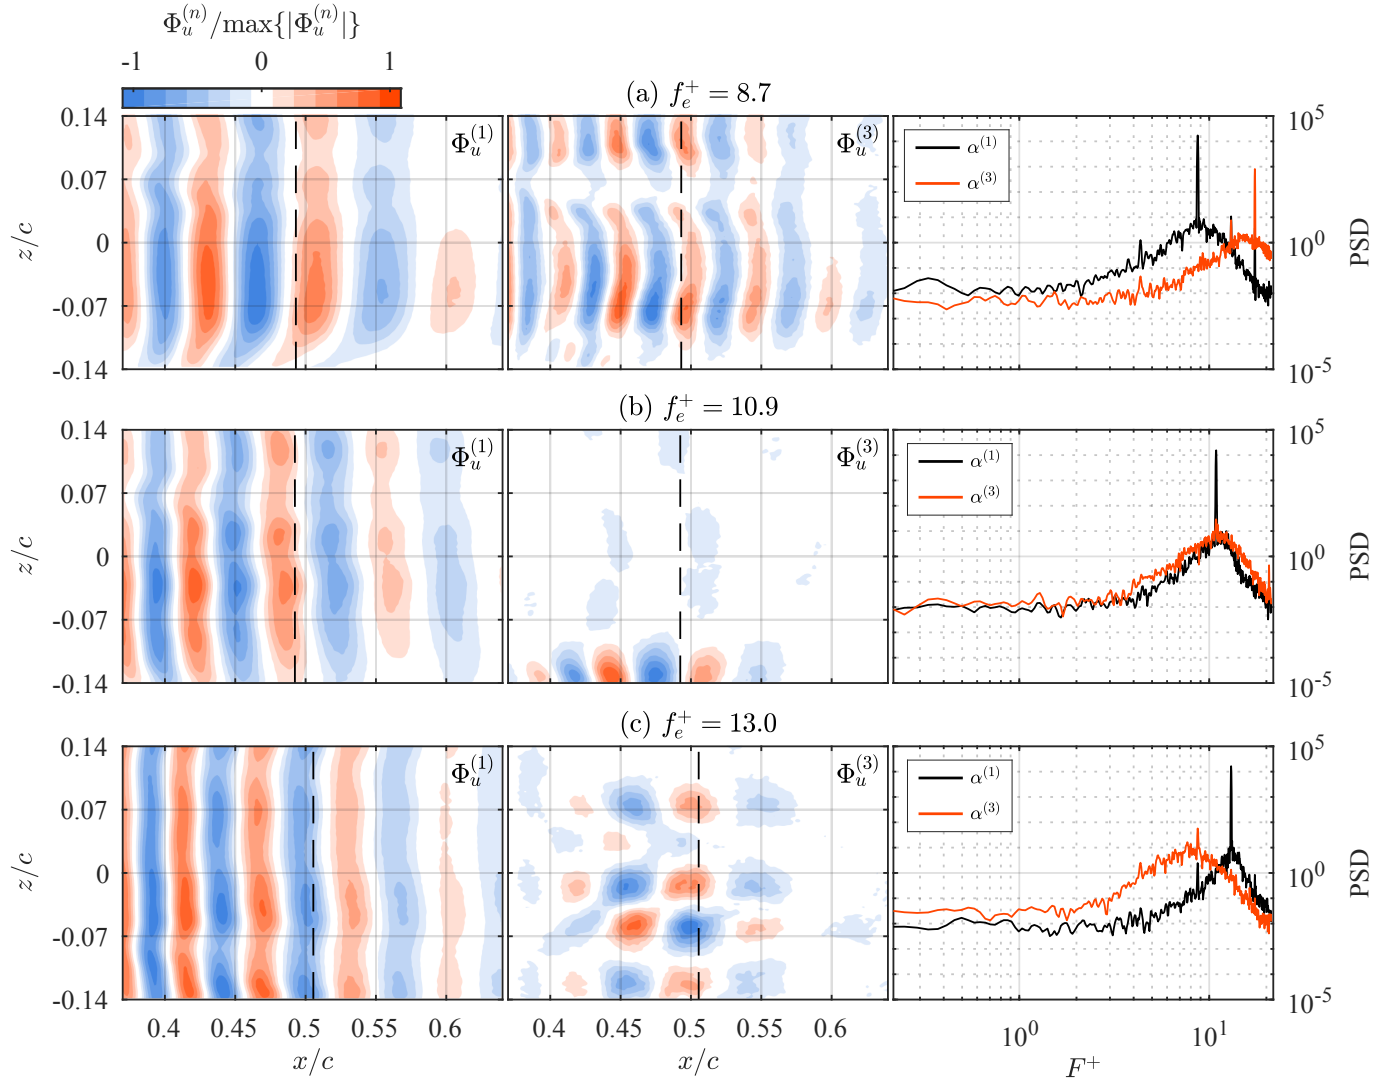 Φ_u^(n)/max{|Φ_u^(n)|}
-1 0 1
(a) f_e^+ = 8.7
0.14
0.07
0
-0.07
-0.14
z/c
Φ_u^(1)
Φ_u^(3)
α^(1)
α^(3)
10^5
10^0
10^-5
PSD
(b) f_e^+ = 10.9
0.14
0.07
0
-0.07
-0.14
z/c
Φ_u^(1)
Φ_u^(3)
α^(1)
α^(3)
10^5
10^0
10^-5
PSD
(c) f_e^+ = 13.0
0.14
0.07
0
-0.07
-0.14
z/c
Φ_u^(1)
Φ_u^(3)
α^(1)
α^(3)
10^5
10^0
10^-5
PSD
0.4 0.45 0.5 0.55 0.6
x/c
0.4 0.45 0.5 0.55 0.6
x/c
10^0 10^1
F^+